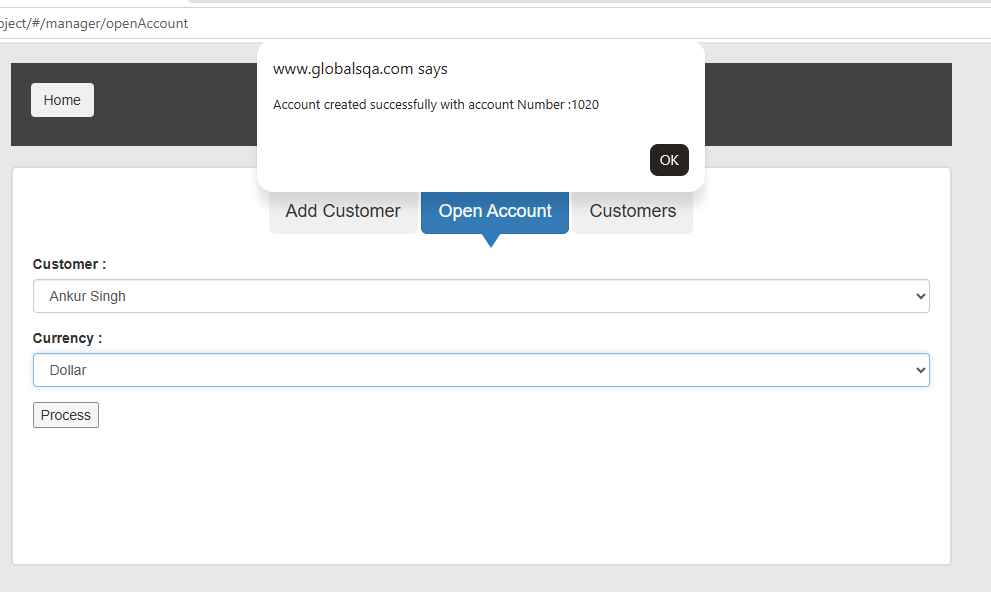 oject/#/manager/openAccount
www.globalsqa.com says
Account created successfully with account Number :1020
OK
Home
Add Customer
Open Account
Customers
Customer :
Ankur Singh
Currency :
Dollar
Process